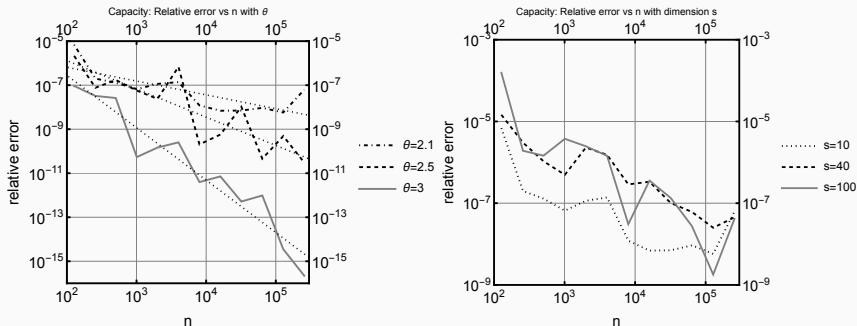 Capacity: Relative error vs n with θ
10^2 10^3 10^4 10^5
10^-5
10^-7
10^-9
10^-11
10^-13
10^-15
relative error
10^-5
10^-7
10^-9
10^-11
10^-13
10^-15
10^2 10^3 10^4 10^5
n
θ=2.1
θ=2.5
θ=3
Capacity: Relative error vs n with dimension s
10^2 10^3 10^4 10^5
10^-3
10^-5
10^-7
10^-9
relative error
10^-3
10^-5
10^-7
10^-9
10^2 10^3 10^4 10^5
n
s=10
s=40
s=100